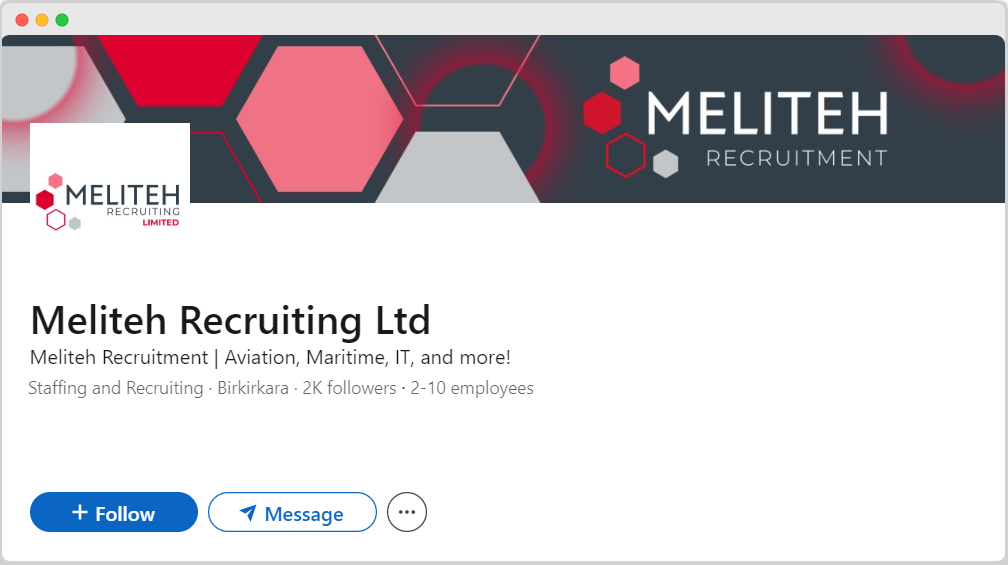 MELITEH
RECRUITMENT
MELITEH
RECRUITING
LIMITED
Meliteh Recruiting Ltd
Meliteh Recruitment | Aviation, Maritime, IT, and more!
Staffing and Recruiting · Birkirkara · 2K followers · 2-10 employees
+ Follow
Message